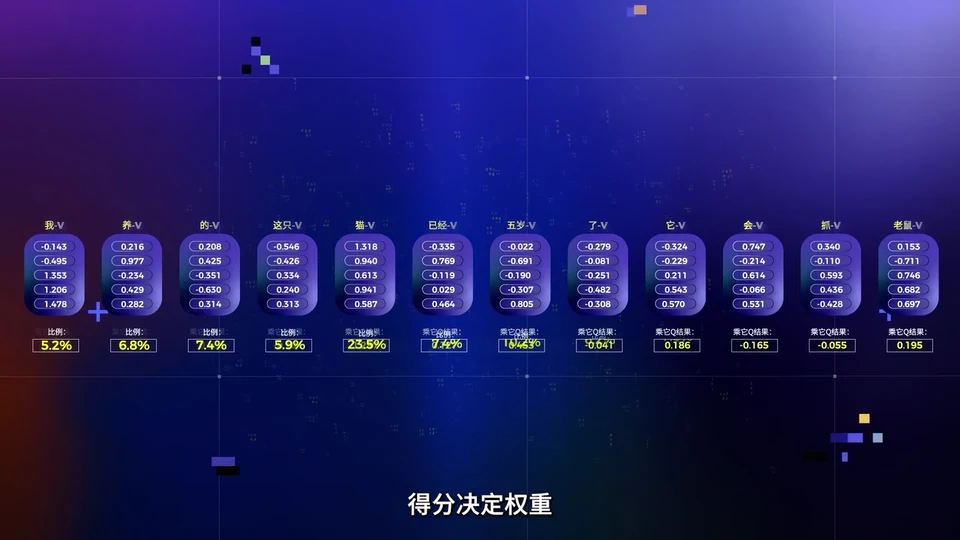 我-V 养-V 的-V 这只-V 猫-V 已经-V 五岁-V 了-V 它-V 会-V 抓-V 老鼠-V
-0.143 0.216 0.208 -0.546 1.318 -0.335 -0.022 -0.279 -0.324 0.747 0.340 0.153
-0.495 0.977 0.425 -0.426 0.940 0.769 -0.691 -0.081 -0.229 -0.214 -0.110 -0.711
1.353 -0.234 -0.351 0.334 0.613 -0.119 -0.190 -0.251 0.211 0.614 0.593 0.746
1.206 0.429 -0.630 0.240 0.941 0.029 -0.307 -0.482 0.543 -0.066 0.436 0.682
1.478 0.282 0.314 0.313 0.587 0.464 0.805 -0.308 0.570 0.531 -0.428 0.697
比例: 比例: 比例: 比例: 比例: 乘它Q结果: 乘它Q结果: 乘它Q结果: 乘它Q结果: 乘它Q结果: 乘它Q结果:
5.2% 6.8% 7.4% 5.9% 23.5% 7.4% -0.041 0.186 -0.165 -0.055 0.195
得分决定权重